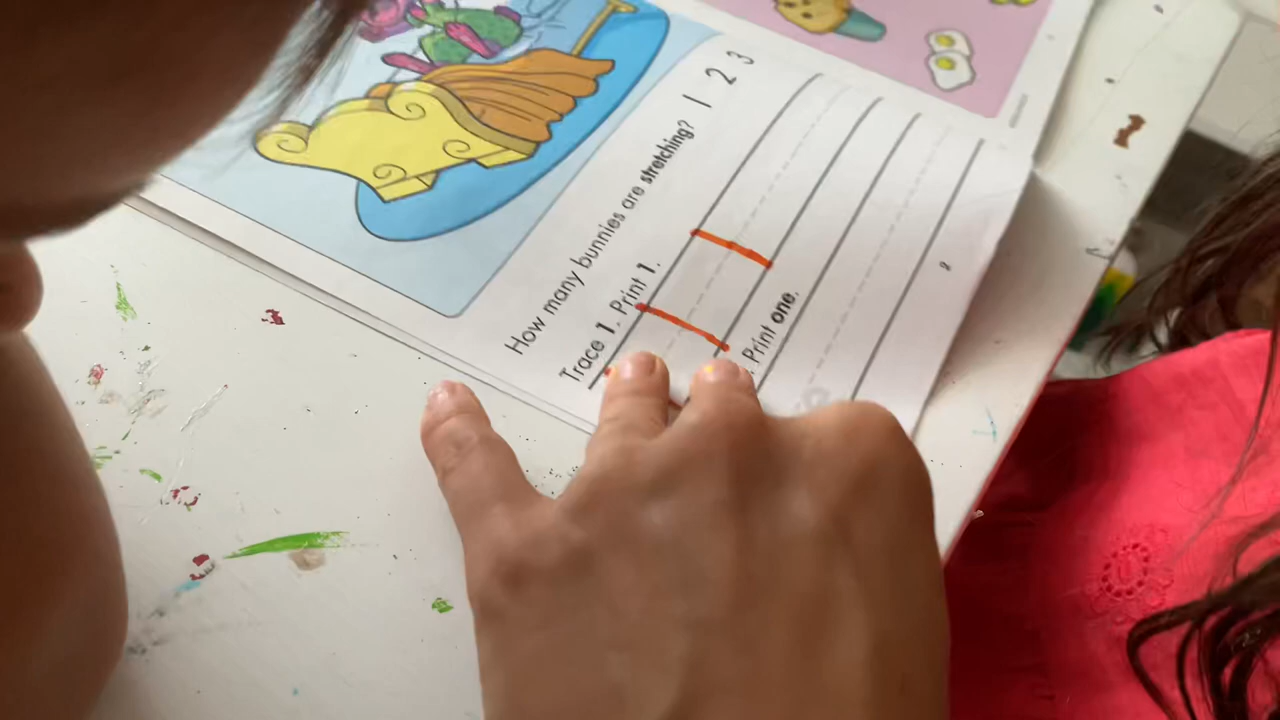 How many bunnies are stretching? 1 2 3
Trace 1. Print 1.
Print one.